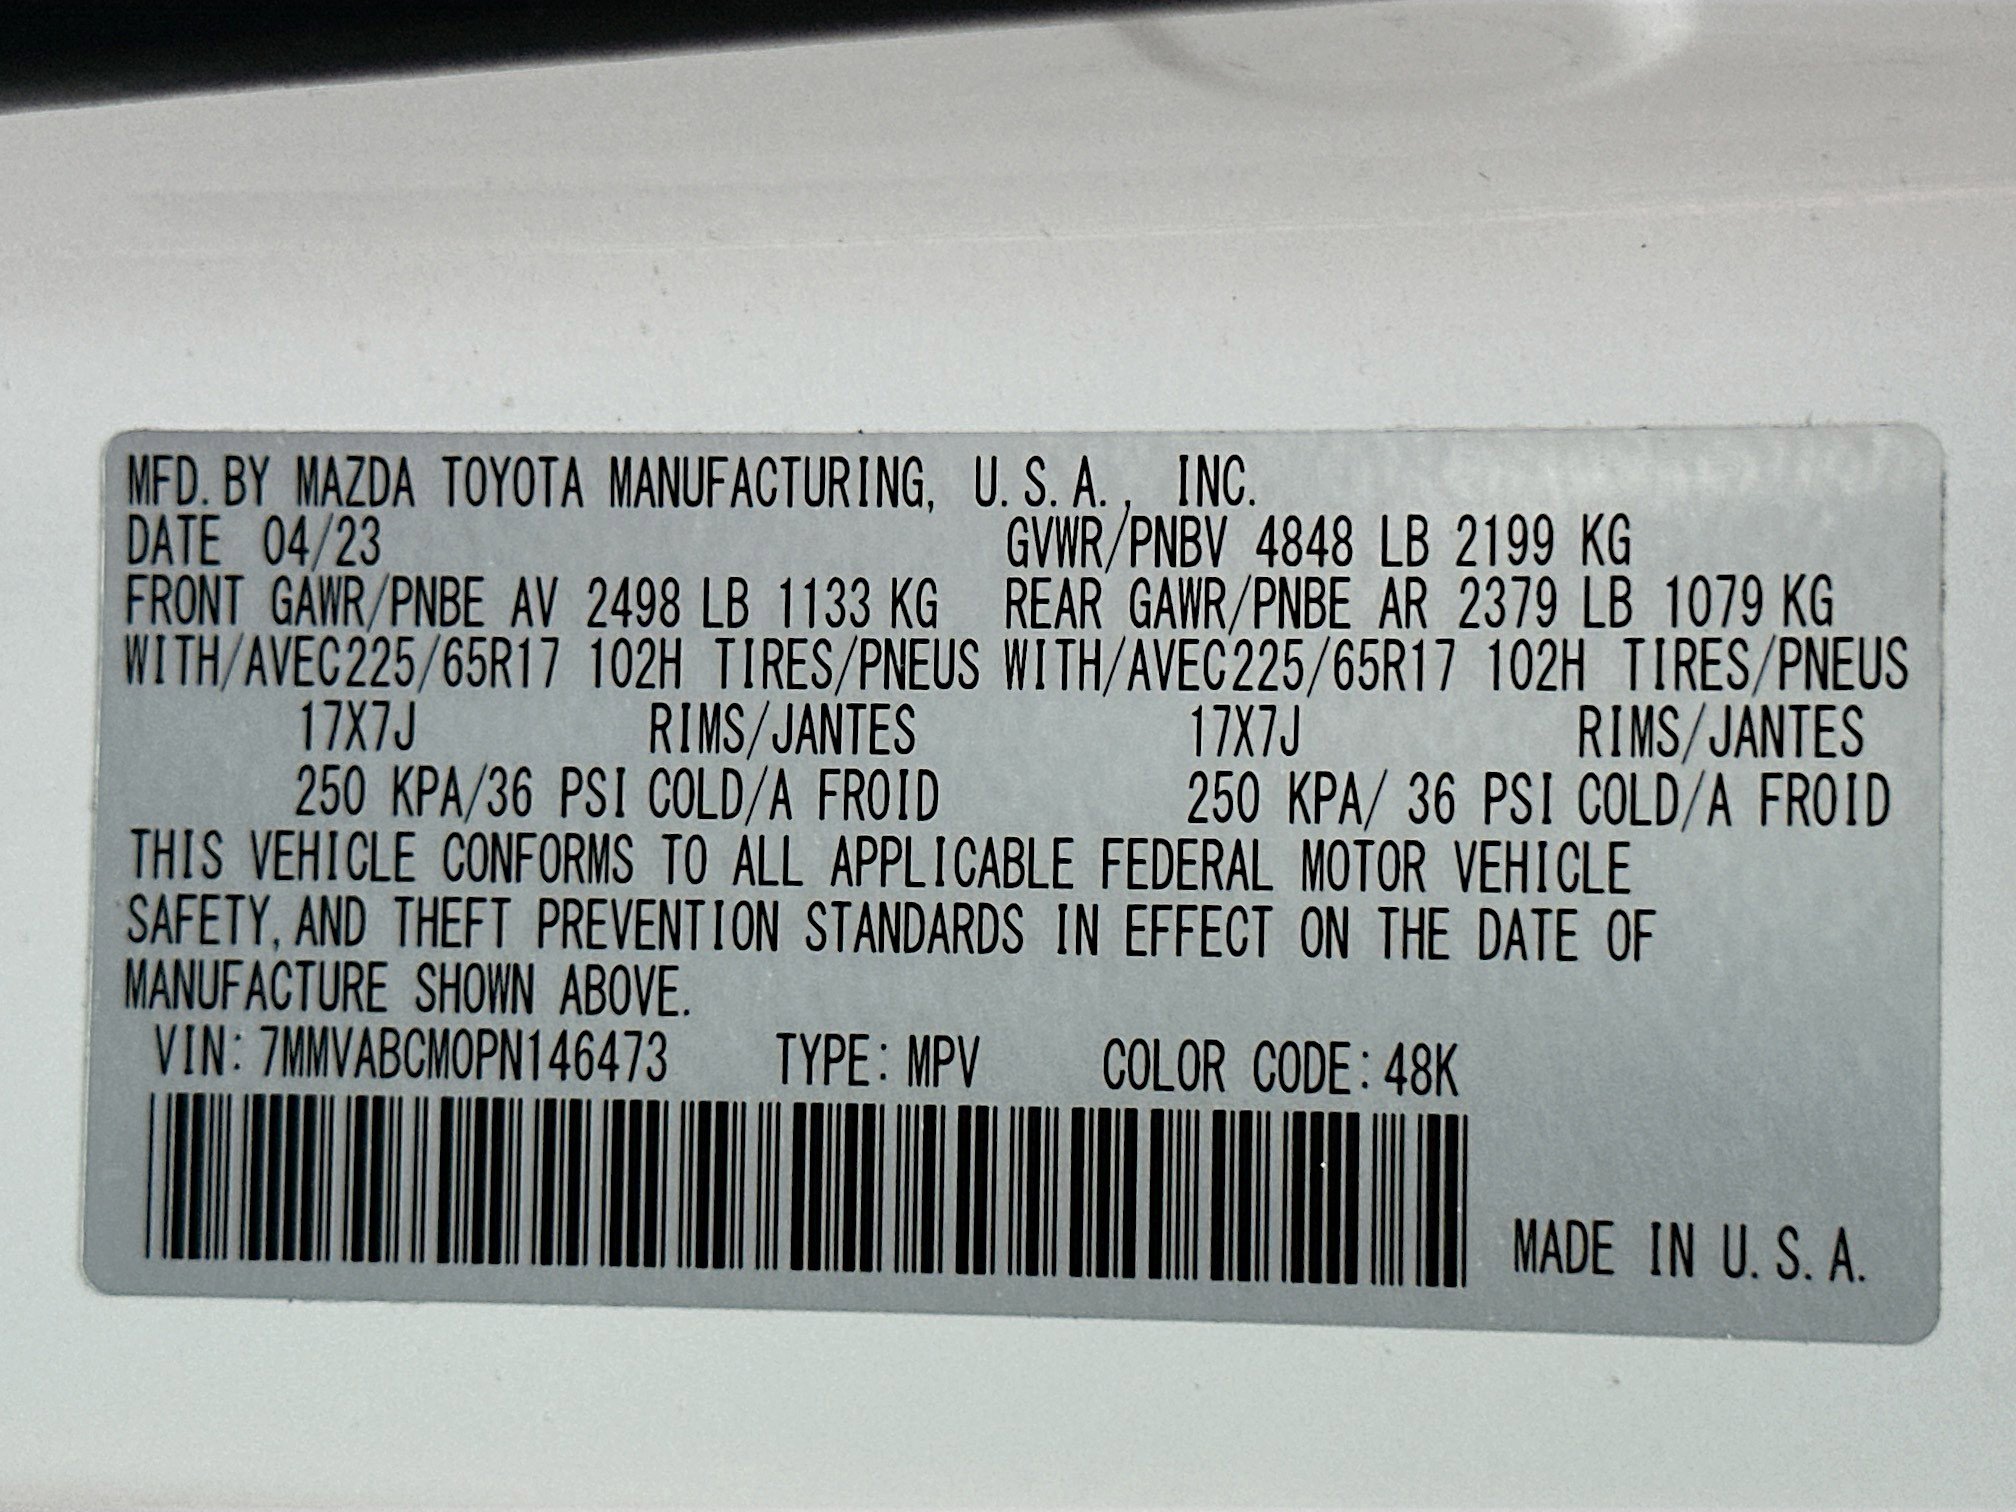 MFD. BY MAZDA TOYOTA MANUFACTURING, U.S.A., INC.
DATE 04/23 GVWR/PNBV 4848 LB 2199 KG
FRONT GAWR/PNBE AV 2498 LB 1133 KG REAR GAWR/PNBE AR 2379 LB 1079 KG
WITH/AVEC225/65R17 102H TIRES/PNEUS WITH/AVEC225/65R17 102H TIRES/PNEUS
17X7J RIMS/JANTES 17X7J RIMS/JANTES
250 KPA/36 PSI COLD/A FROID 250 KPA/ 36 PSI COLD/A FROID
THIS VEHICLE CONFORMS TO ALL APPLICABLE FEDERAL MOTOR VEHICLE
SAFETY, AND THEFT PREVENTION STANDARDS IN EFFECT ON THE DATE OF
MANUFACTURE SHOWN ABOVE.
VIN: 7MMVABCM0PN146473 TYPE: MPV COLOR CODE: 48K
MADE IN U.S.A.